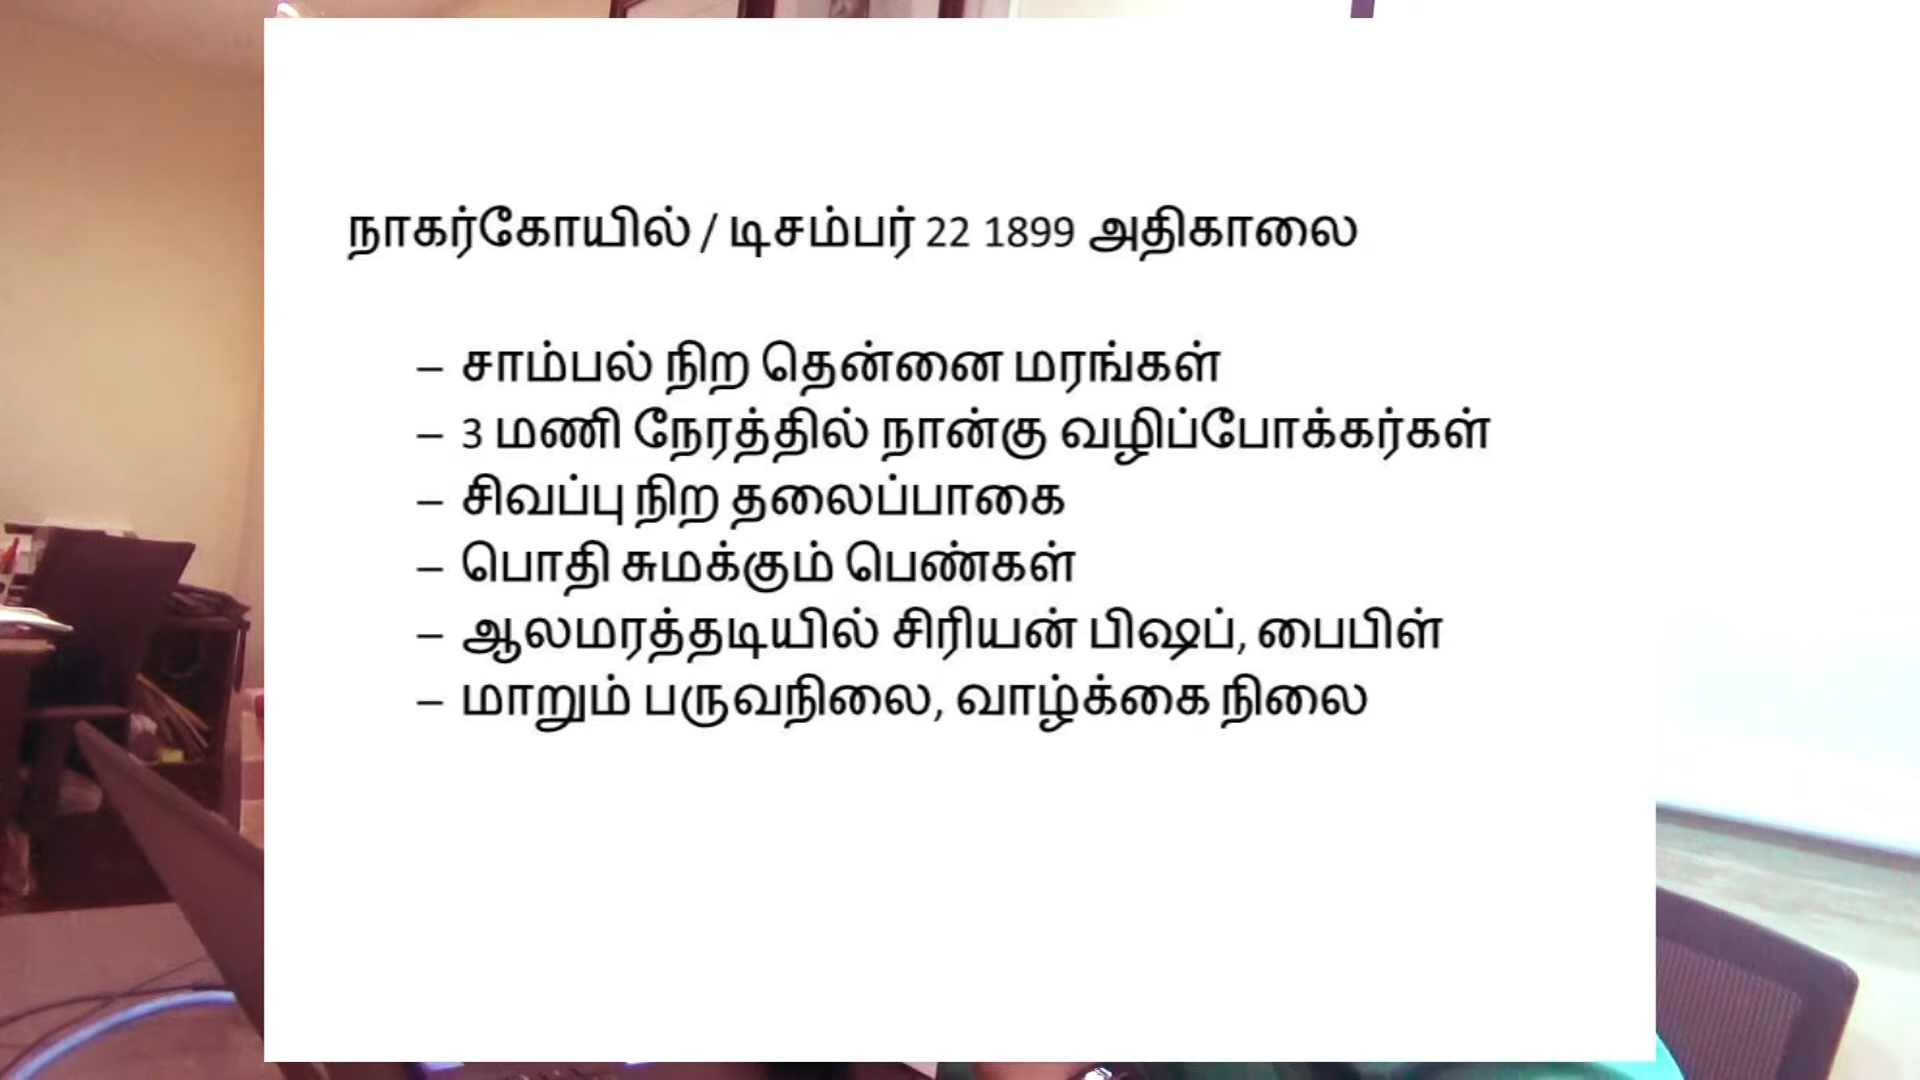 நாகர்கோயில் / டிசம்பர் 22 1899 அதிகாலை
– சாம்பல் நிற தென்னை மரங்கள்
– 3 மணி நேரத்தில் நான்கு வழிப்போக்கர்கள்
– சிவப்பு நிற தலைப்பாகை
– பொதி சுமக்கும் பெண்கள்
– ஆலமரத்தடியில் சிரியன் பிஷப், பைபிள்
– மாறும் பருவநிலை, வாழ்க்கை நிலை